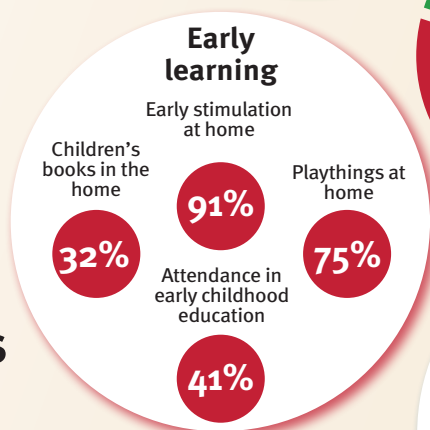 Early
learning
Early stimulation
at home
91%
Children’s
books in the
home
32%
Playthings at
home
75%
Attendance in
early childhood
education
41%
s